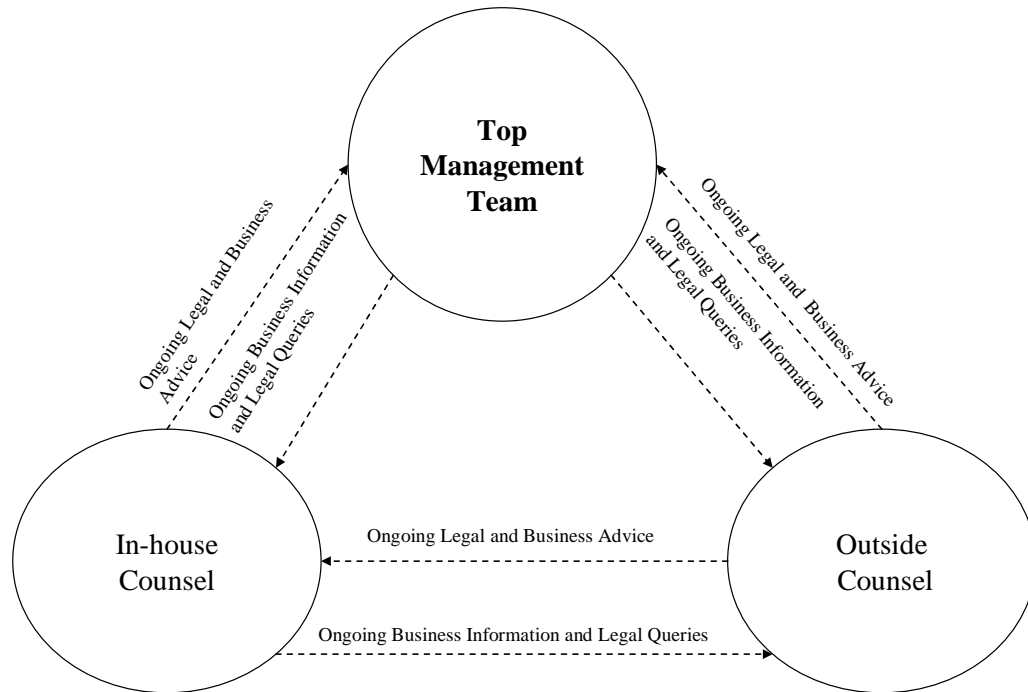 Top
Management
Team
Ongoing Legal and Business
Advice
Ongoing Business Information
and Legal Queries
Ongoing Legal and Business Advice
Ongoing Business Information
and Legal Queries
In-house
Counsel
Ongoing Legal and Business Advice
Outside
Counsel
Ongoing Business Information and Legal Queries